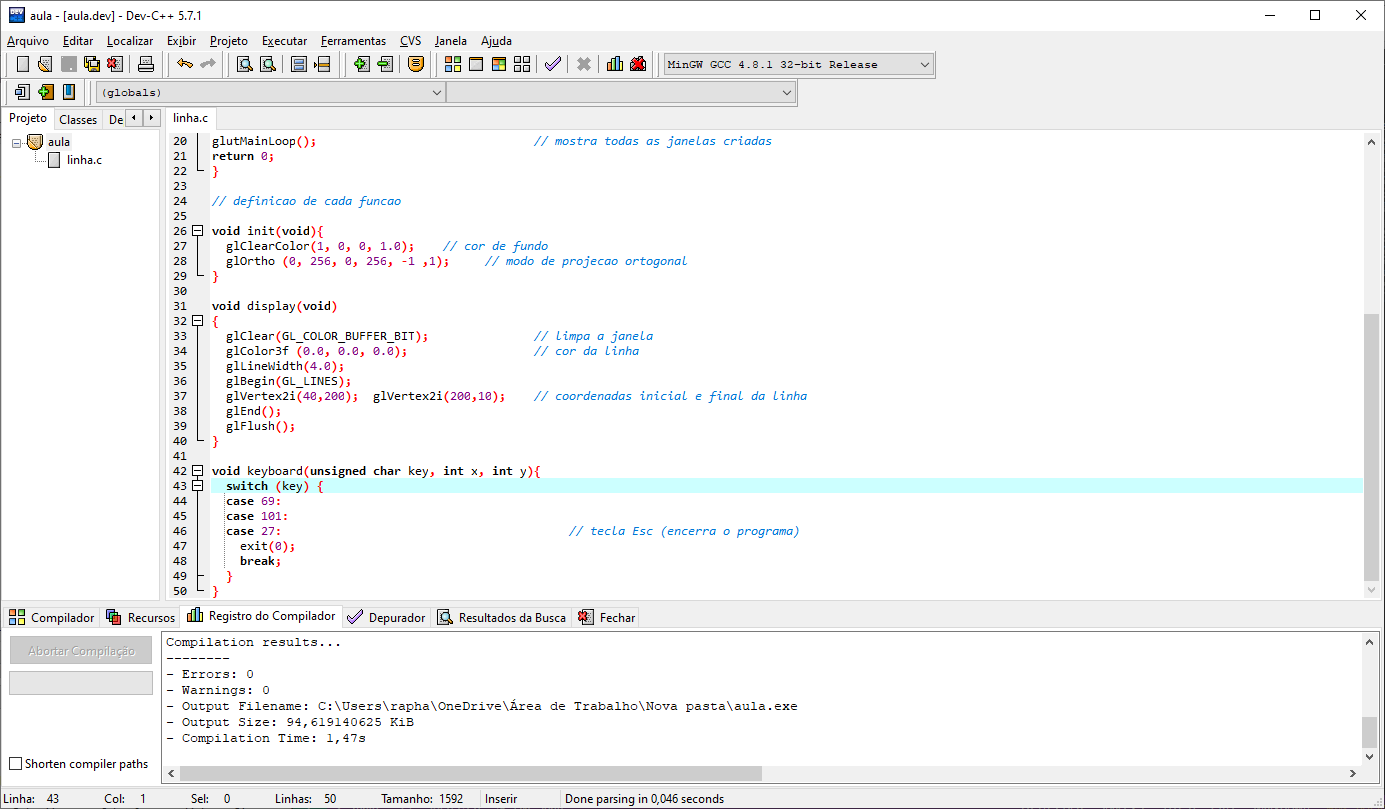 aula - [aula.dev] - Dev-C++ 5.7.1
Arquivo Editar Localizar Exibir Projeto Executar Ferramentas CVS Janela Ajuda
MinGW GCC 4.8.1 32-bit Release
(globals)
Projeto Classes De linha.c
aula
linha.c
20 glutMainLoop(); // mostra todas as janelas criadas
21 return 0;
22 }
23
24 // definicao de cada funcao
25
26 void init(void){
27 glClearColor(1, 0, 0, 1.0); // cor de fundo
28 glOrtho (0, 256, 0, 256, -1 ,1); // modo de projecao ortogonal
29 }
30
31 void display(void)
32 {
33 glClear(GL_COLOR_BUFFER_BIT); // limpa a janela
34 glColor3f (0.0, 0.0, 0.0); // cor da linha
35 glLineWidth(4.0);
36 glBegin(GL_LINES);
37 glVertex2i(40,200); glVertex2i(200,10); // coordenadas inicial e final da linha
38 glEnd();
39 glFlush();
40 }
41
42 void keyboard(unsigned char key, int x, int y){
43 switch (key) {
44 case 69:
45 case 101:
46 case 27: // tecla Esc (encerra o programa)
47 exit(0);
48 break;
49 }
50 }
Compilador Recursos Registro do Compilador Depurador Resultados da Busca Fechar
Abortar Compilação
Compilation results...
--------
- Errors: 0
- Warnings: 0
- Output Filename: C:\Users\rapha\OneDrive\Área de Trabalho\Nova pasta\aula.exe
- Output Size: 94,619140625 KiB
- Compilation Time: 1,47s
Shorten compiler paths
Linha: 43 Col: 1 Sel: 0 Linhas: 50 Tamanho: 1592 Inserir Done parsing in 0,046 seconds